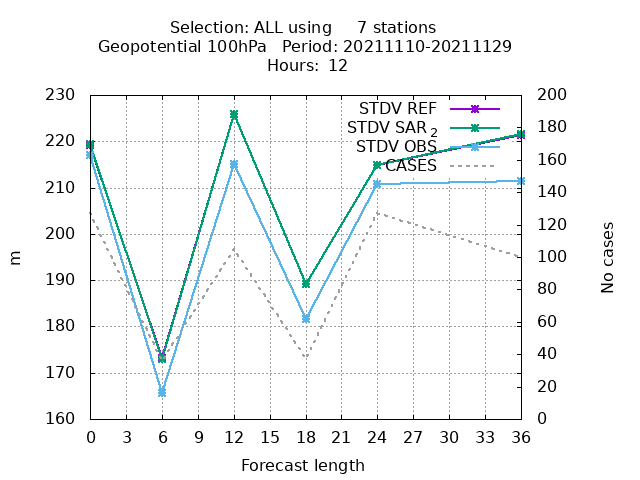 Selection: ALL using     7 stations
Geopotential 100hPa   Period: 20211110-20211129
Hours: 12
230
220
210
200
190
180
170
160
m
200
180
160
140
120
100
80
60
40
20
0
No cases
STDV REF
STDV SAR 2
STDV OBS
CASES
0 3 6 9 12 15 18 21 24 27 30 33 36
Forecast length